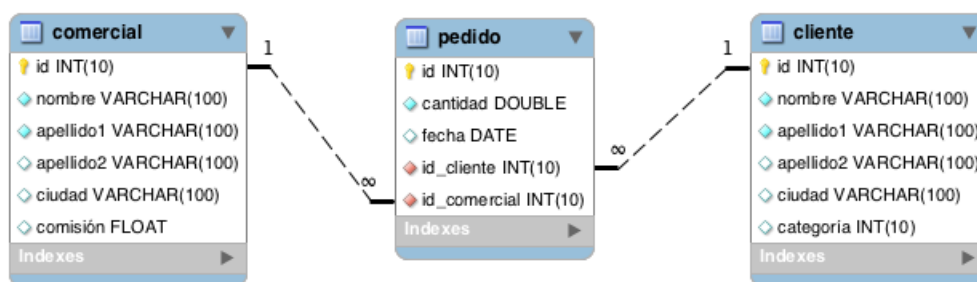 comercial
id INT(10)
nombre VARCHAR(100)
apellido1 VARCHAR(100)
apellido2 VARCHAR(100)
ciudad VARCHAR(100)
comisión FLOAT
Indexes
1
∞
pedido
id INT(10)
cantidad DOUBLE
fecha DATE
id_cliente INT(10)
id_comercial INT(10)
Indexes
∞
1
cliente
id INT(10)
nombre VARCHAR(100)
apellido1 VARCHAR(100)
apellido2 VARCHAR(100)
ciudad VARCHAR(100)
categoría INT(10)
Indexes